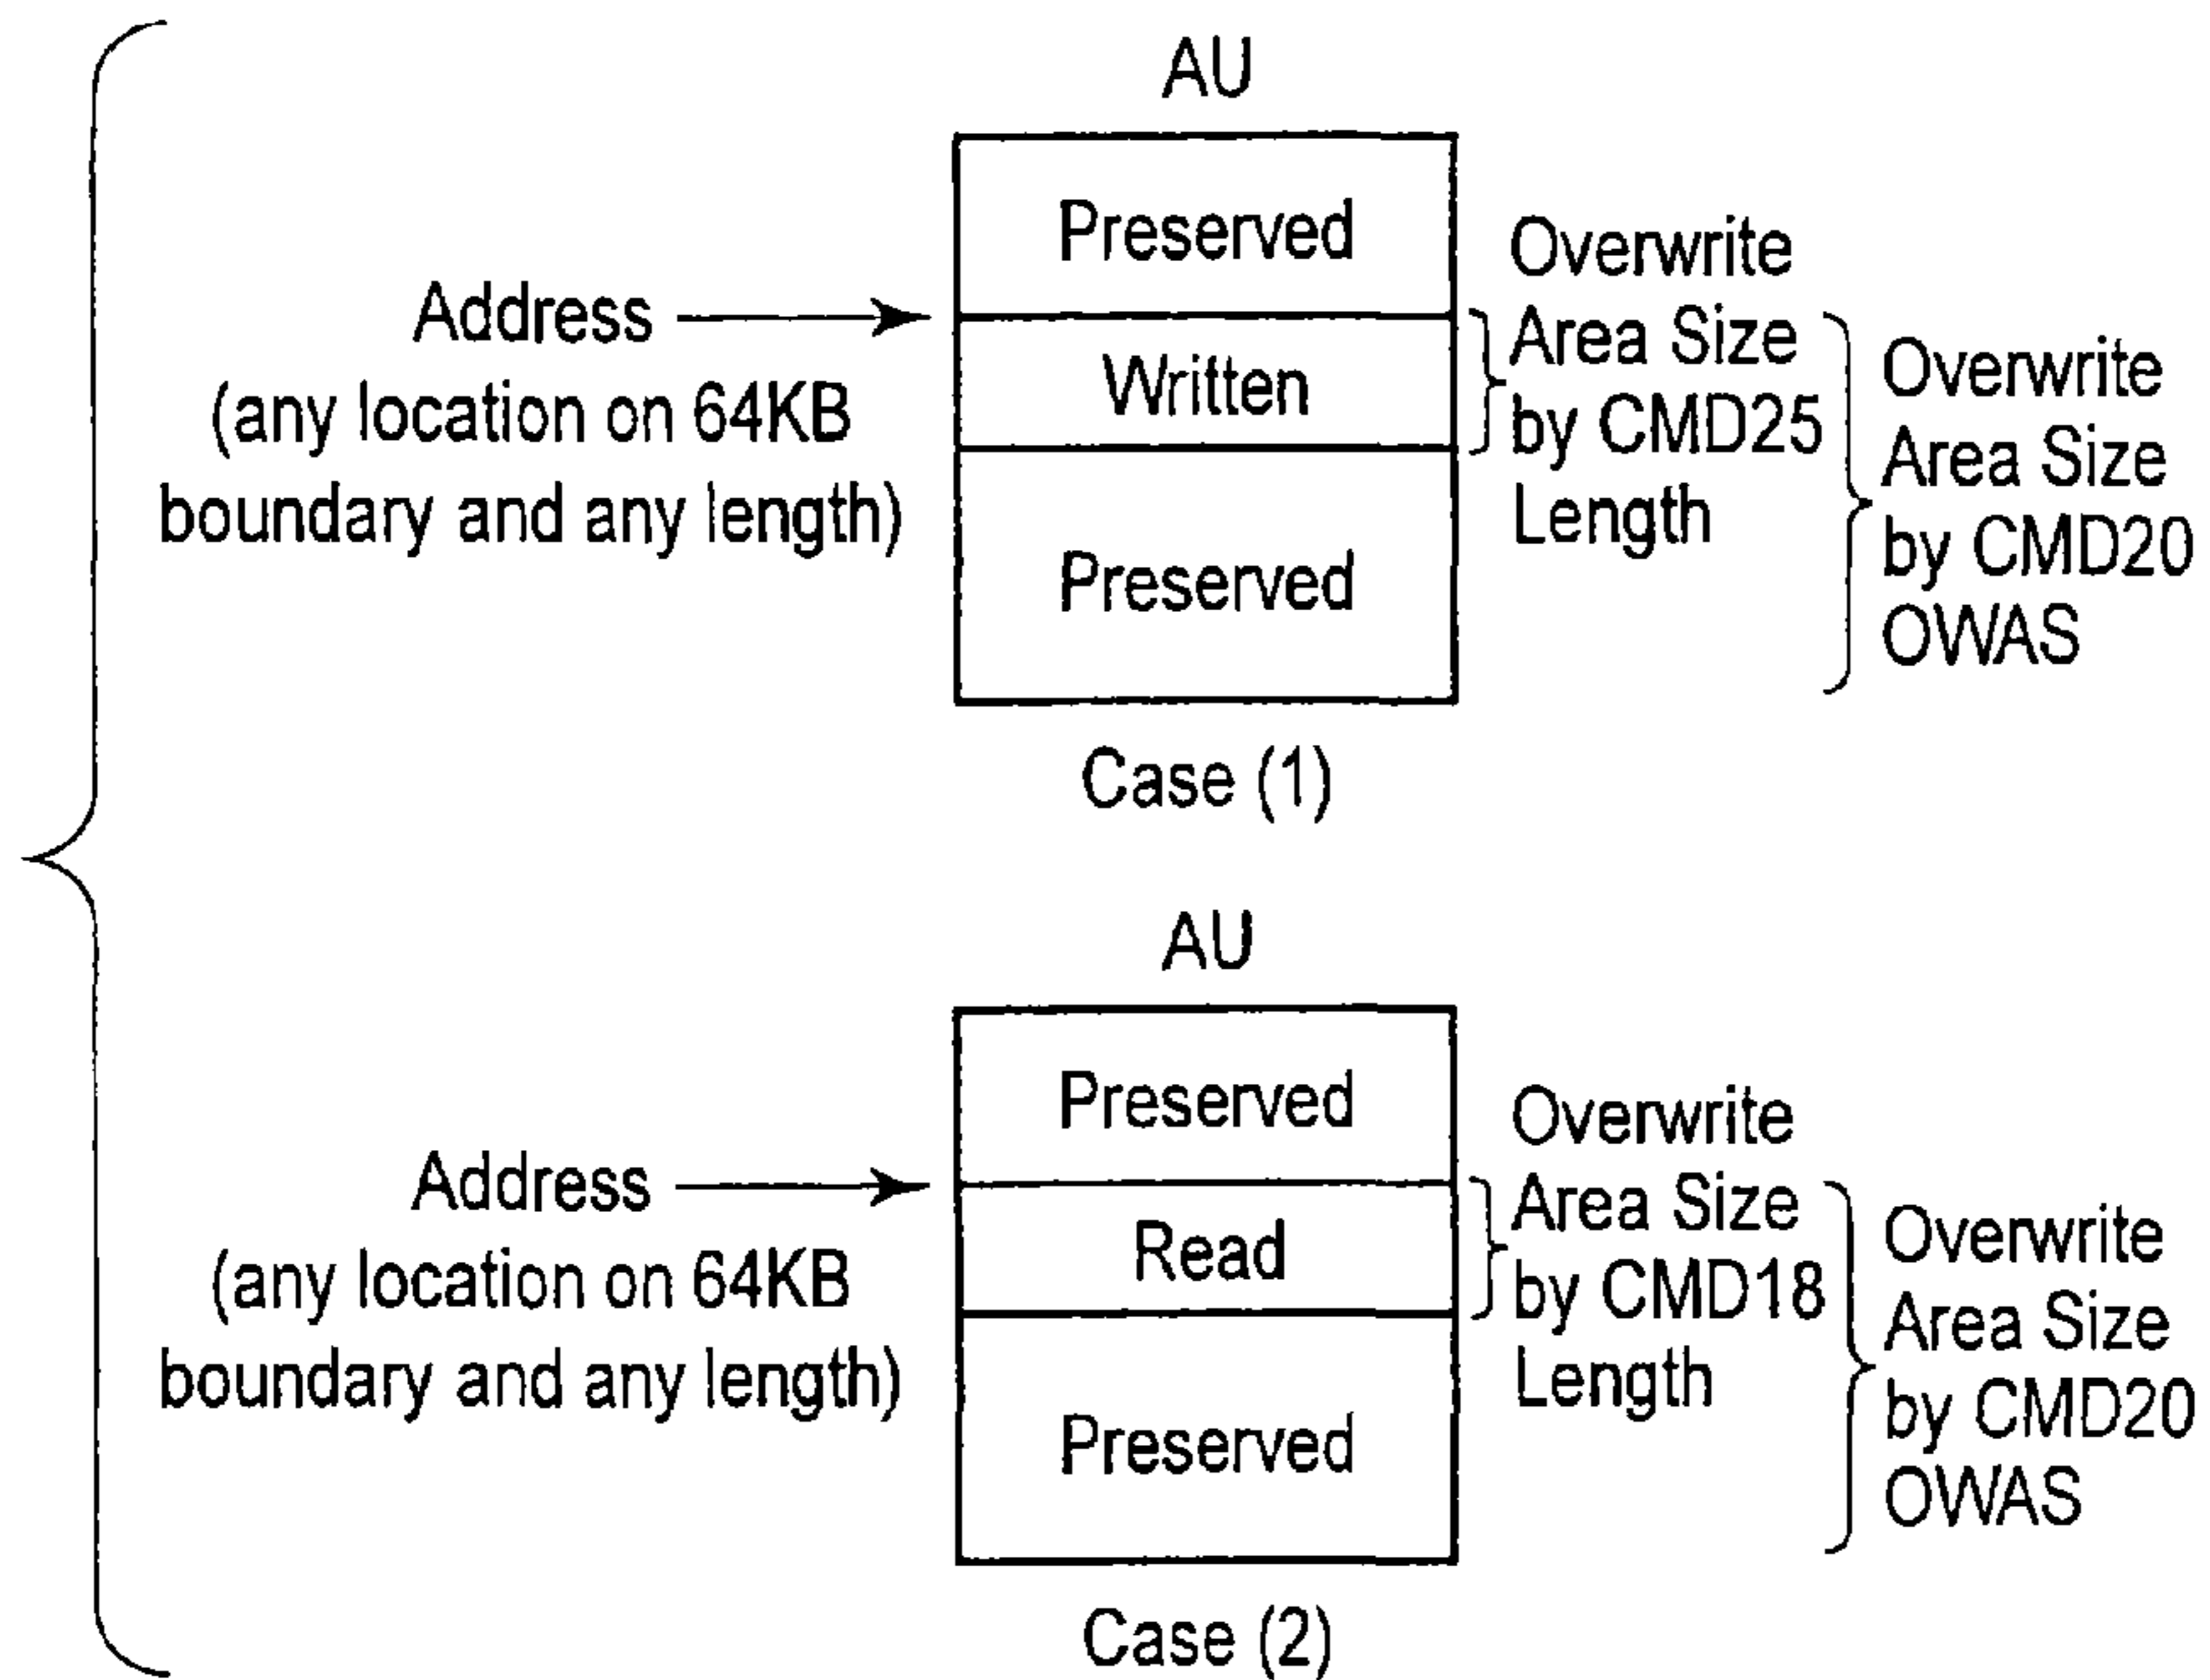 AU
Preserved
Address
(any location on 64KB
boundary and any length)
Written
Preserved
Overwrite
Area Size
by CMD25
Length
Overwrite
Area Size
by CMD20
OWAS
Case (1)
AU
Preserved
Address
(any location on 64KB
boundary and any length)
Read
Preserved
Overwrite
Area Size
by CMD18
Length
Overwrite
Area Size
by CMD20
OWAS
Case (2)